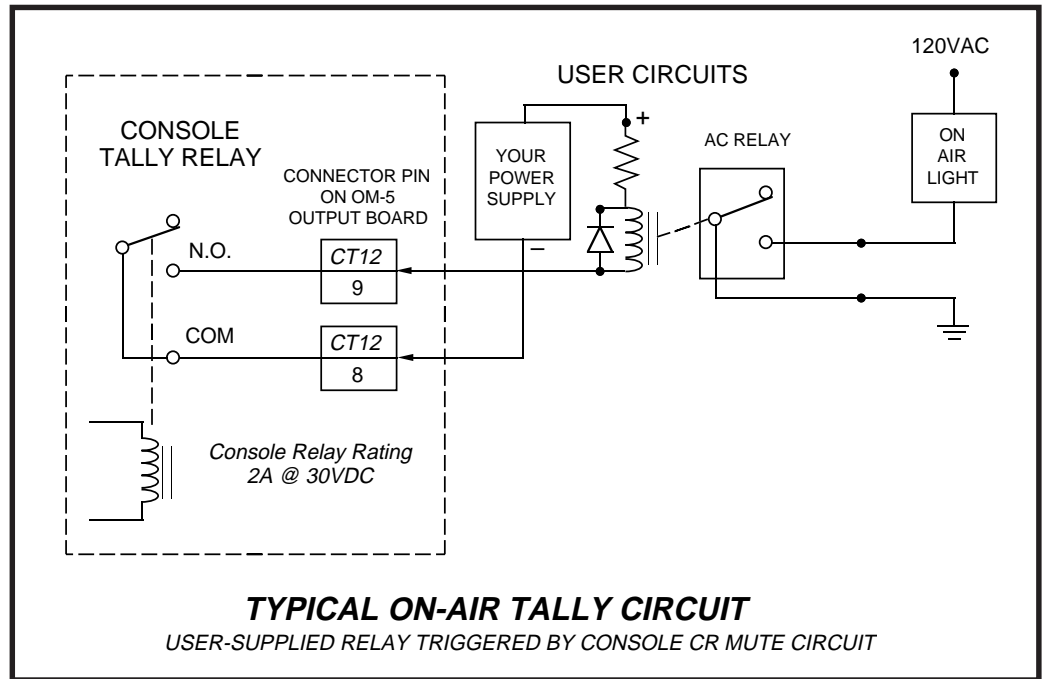 120VAC
USER CIRCUITS
CONSOLE
TALLY RELAY
CONNECTOR PIN
ON OM-5
OUTPUT BOARD
YOUR
POWER
SUPPLY
+
–
AC RELAY
ON
AIR
LIGHT
N.O.
CT12
9
COM
CT12
8
Console Relay Rating
2A @ 30VDC
TYPICAL ON-AIR TALLY CIRCUIT
USER-SUPPLIED RELAY TRIGGERED BY CONSOLE CR MUTE CIRCUIT